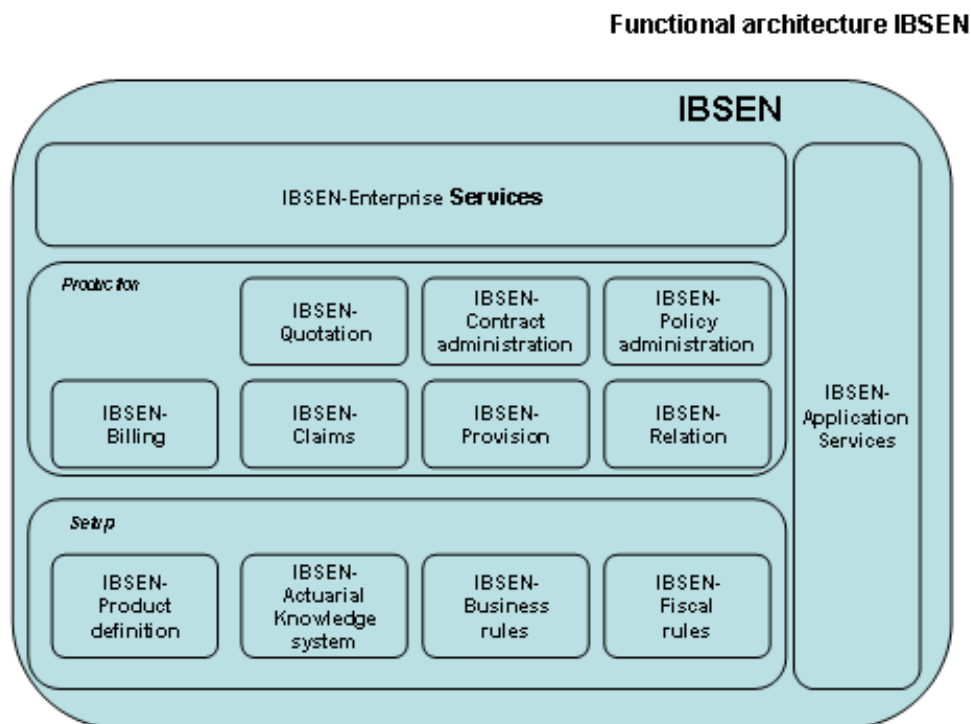 Functional architecture IBSEN
IBSEN
IBSEN-Enterprise Services
Production
IBSEN-
Quotation
IBSEN-
Contract
administration
IBSEN-
Policy
administration
IBSEN-
Billing
IBSEN-
Claims
IBSEN-
Provision
IBSEN-
Relation
IBSEN-
Application
Services
Setup
IBSEN-
Product
definition
IBSEN-
Actuarial
Knowledge
system
IBSEN-
Business
rules
IBSEN-
Fiscal
rules